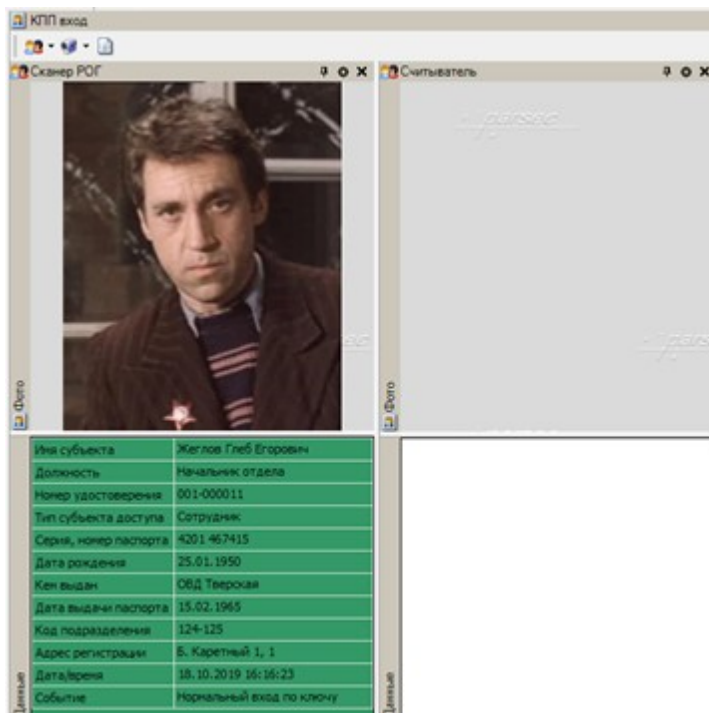 КПП вход
Сканер РОГ
Считыватель
parsec
parsec
Фото
Фото
Имя субъекта Жеглов Глеб Егорович
Должность Начальник отдела
Номер удостоверения 001-000011
Тип субъекта доступа Сотрудник
Серия, номер паспорта 4201 467415
Дата рождения 25.01.1950
Кем выдан ОВД Тверская
Дата выдачи паспорта 15.02.1965
Код подразделения 124-125
Адрес регистрации Б. Каретный 1, 1
Дата/время 18.10.2019 16:16:23
Событие Нормальный вход по ключу
Данные
Данные